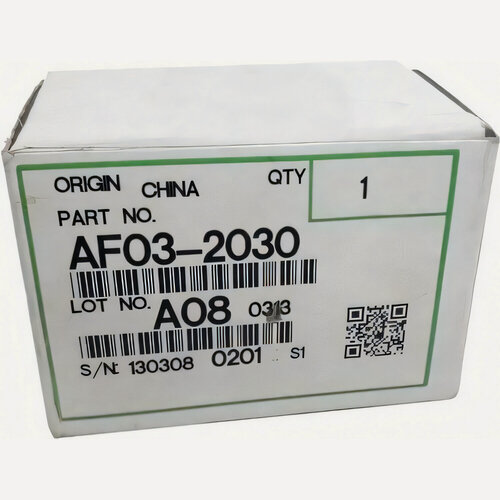 ORIGIN CHINA QTY 1
PART NO.
AF03-2030
LOT NO. A08 0313
S/N: 130308 0201 S1